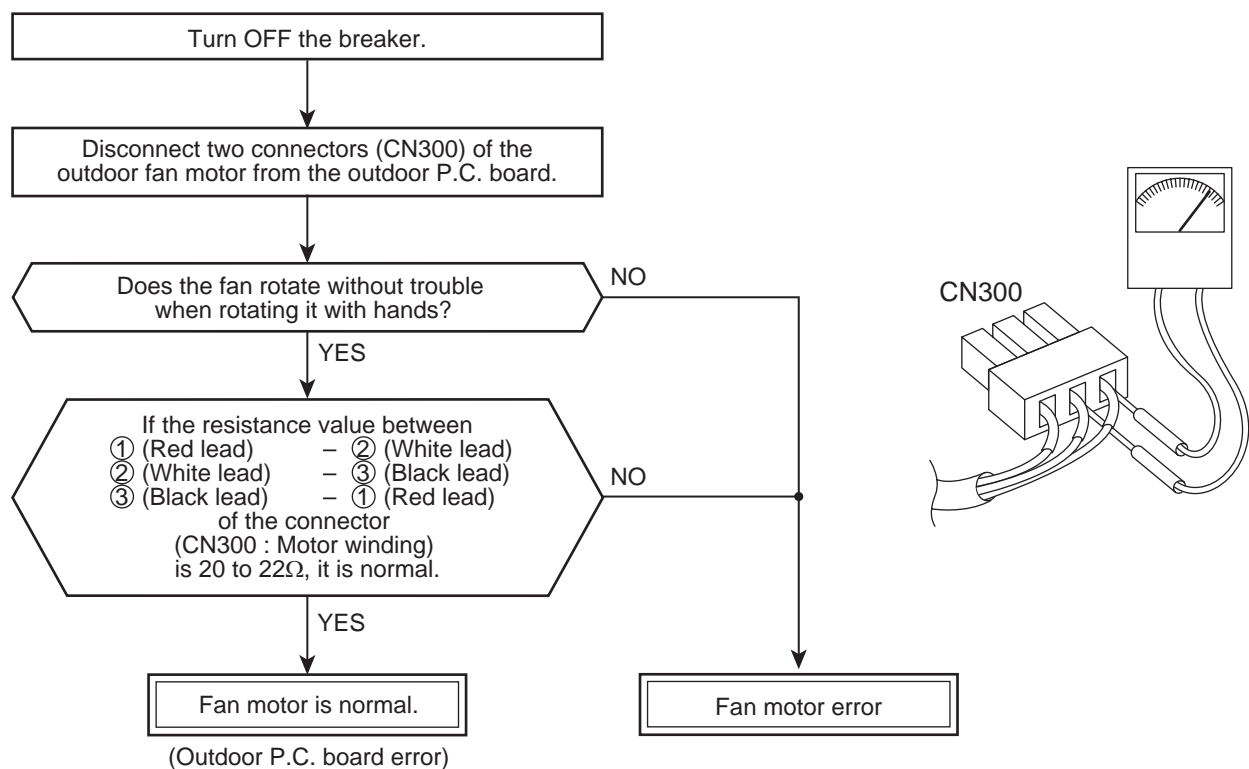 Turn OFF the breaker.
Disconnect two connectors (CN300) of the
outdoor fan motor from the outdoor P.C. board.
Does the fan rotate without trouble
when rotating it with hands?
NO
YES
If the resistance value between
① (Red lead) – ② (White lead)
② (White lead) – ③ (Black lead)
③ (Black lead) – ① (Red lead)
of the connector
(CN300 : Motor winding)
is 20 to 22Ω, it is normal.
NO
YES
Fan motor is normal.
(Outdoor P.C. board error)
Fan motor error
CN300